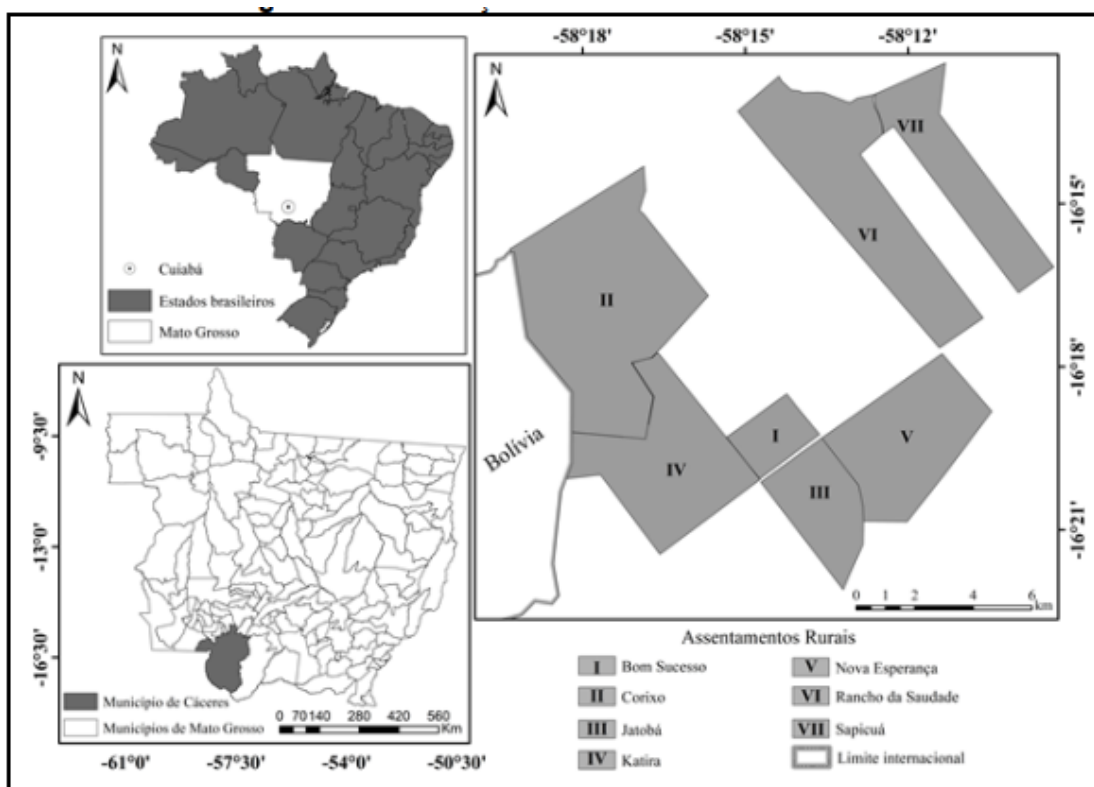 N
Cuiabá
Estados brasileiros
Mato Grosso
N
-9°30'
-13°0'
-16°30'
Município de Cáceres
Municípios de Mato Grosso
0 70 140 280 420 560
Km
-61°0' -57°30' -54°0' -50°30'
-58°18' -58°15' -58°12'
N
VII
VI
II
Bolívia
I
IV
V
III
-16°15'
-16°18'
-16°21'
0 1 2 4 6
km
Assentamentos Rurais
I Bom Sucesso
II Corixo
III Jatobá
IV Katira
V Nova Esperança
VI Rancho da Saudade
VII Sapicuá
Limite internacional